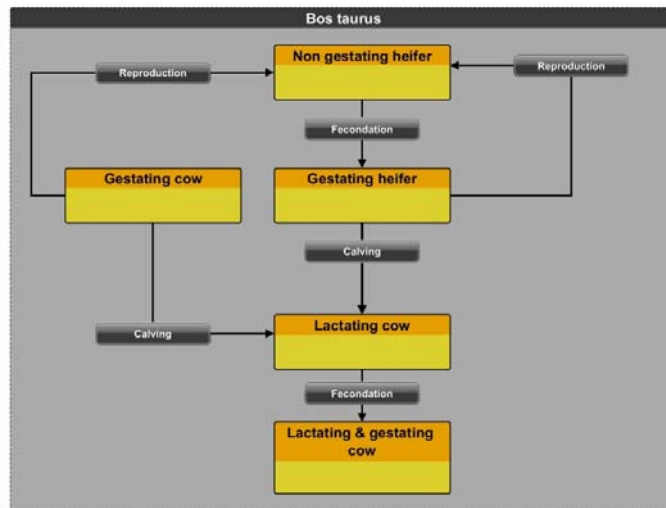 Bos taurus
Non gestating heifer
Reproduction
Reproduction
Fecondation
Gestating cow
Gestating heifer
Calving
Calving
Lactating cow
Fecondation
Lactating & gestating
cow